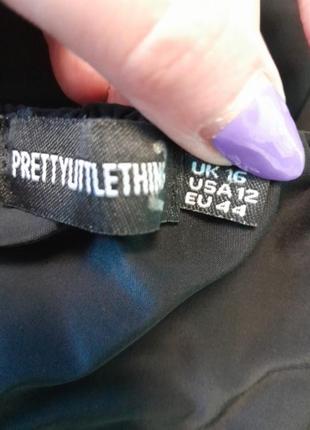 PRETTYLITTLETHING
UK 16
USA 12
EU 44